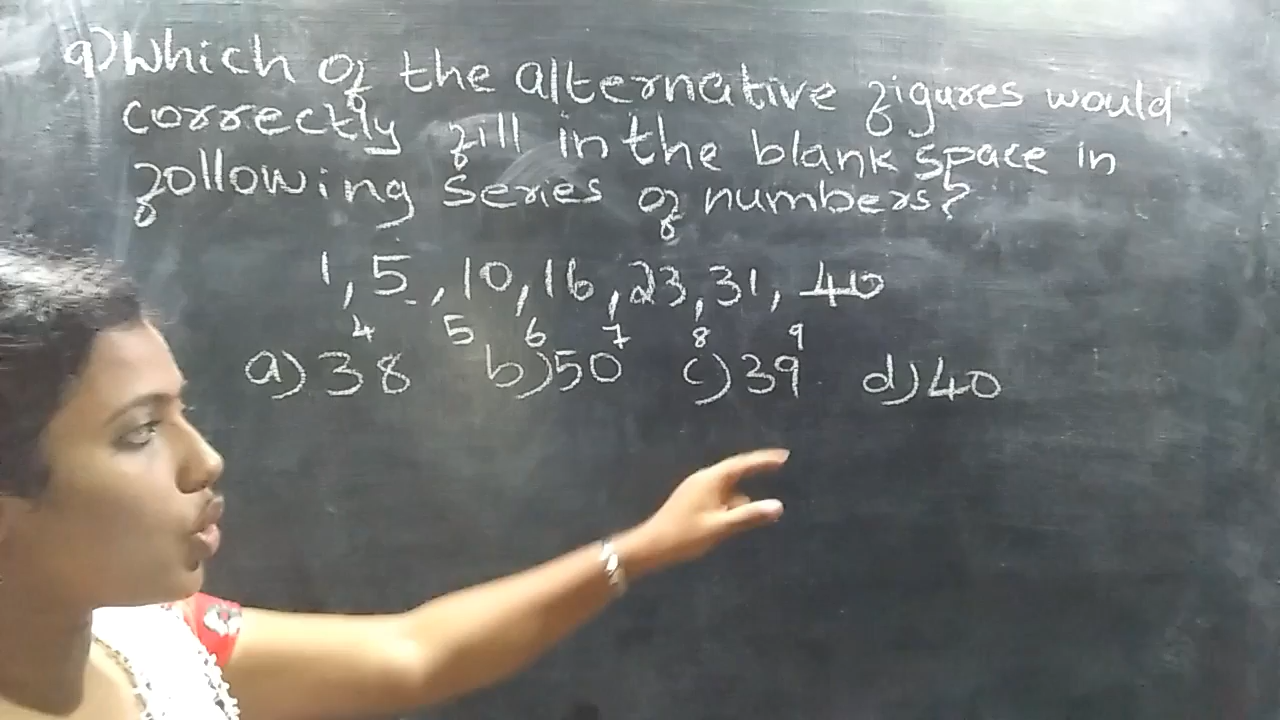 q) Which of the alternative figures would
correctly fill in the blank space in
following series of numbers?
1, 5, 10, 16, 23, 31, 40
4 5 6 7 8 9
a) 38 b) 50 c) 39 d) 40